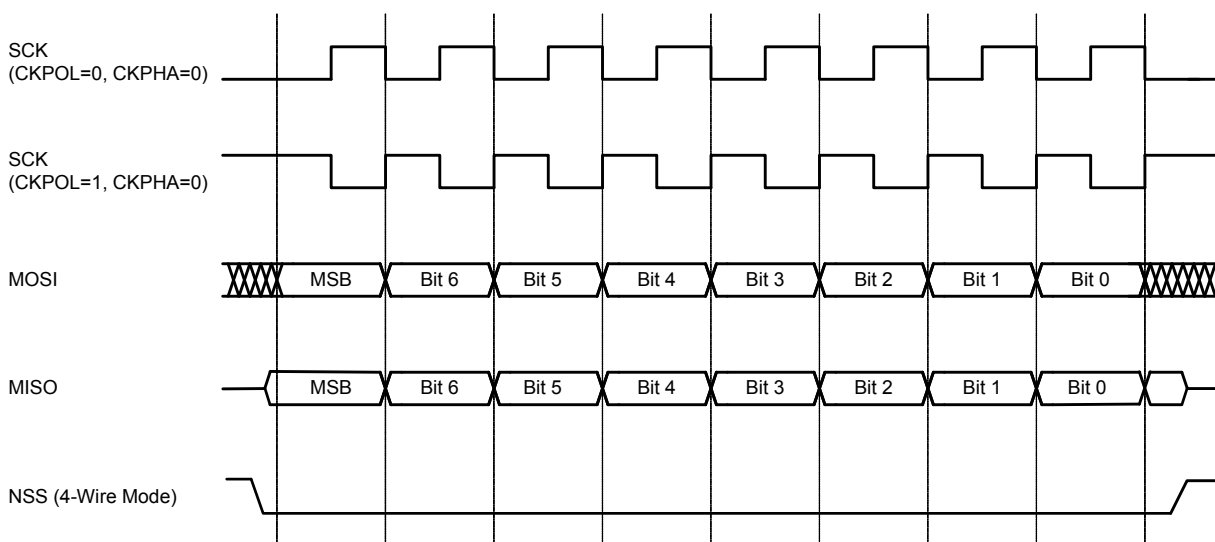 SCK
(CKPOL=0, CKPHA=0)
SCK
(CKPOL=1, CKPHA=0)
MOSI
MSB Bit 6 Bit 5 Bit 4 Bit 3 Bit 2 Bit 1 Bit 0
MISO
MSB Bit 6 Bit 5 Bit 4 Bit 3 Bit 2 Bit 1 Bit 0
NSS (4-Wire Mode)